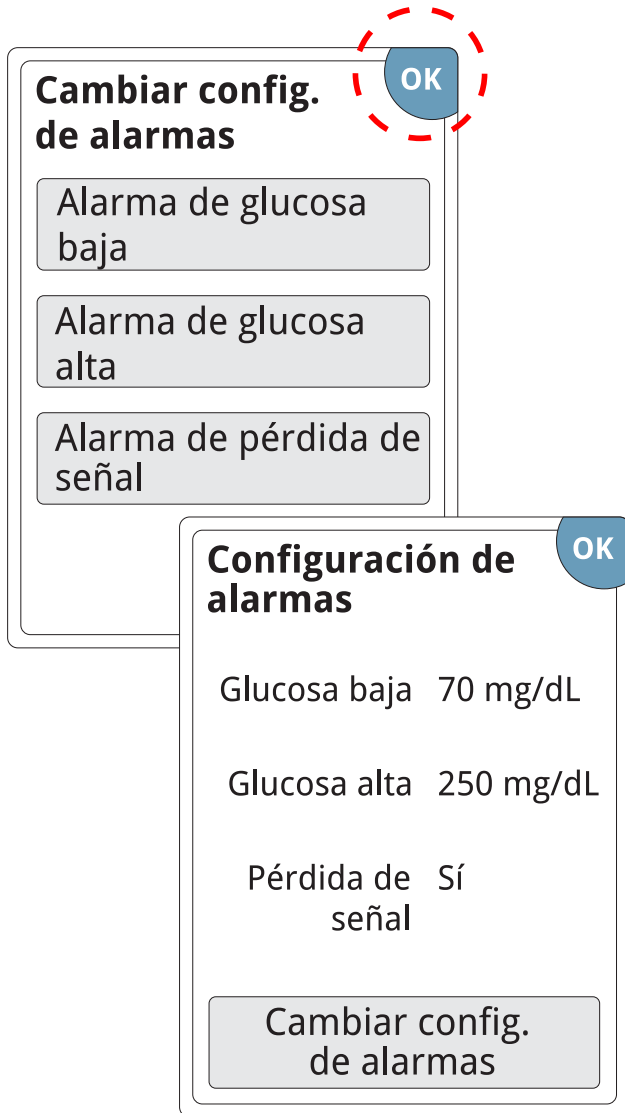 OK
Cambiar config.
de alarmas
Alarma de glucosa
baja
Alarma de glucosa
alta
Alarma de pérdida de
señal
OK
Configuración de
alarmas
Glucosa baja 70 mg/dL
Glucosa alta 250 mg/dL
Pérdida de Sí
señal
Cambiar config.
de alarmas